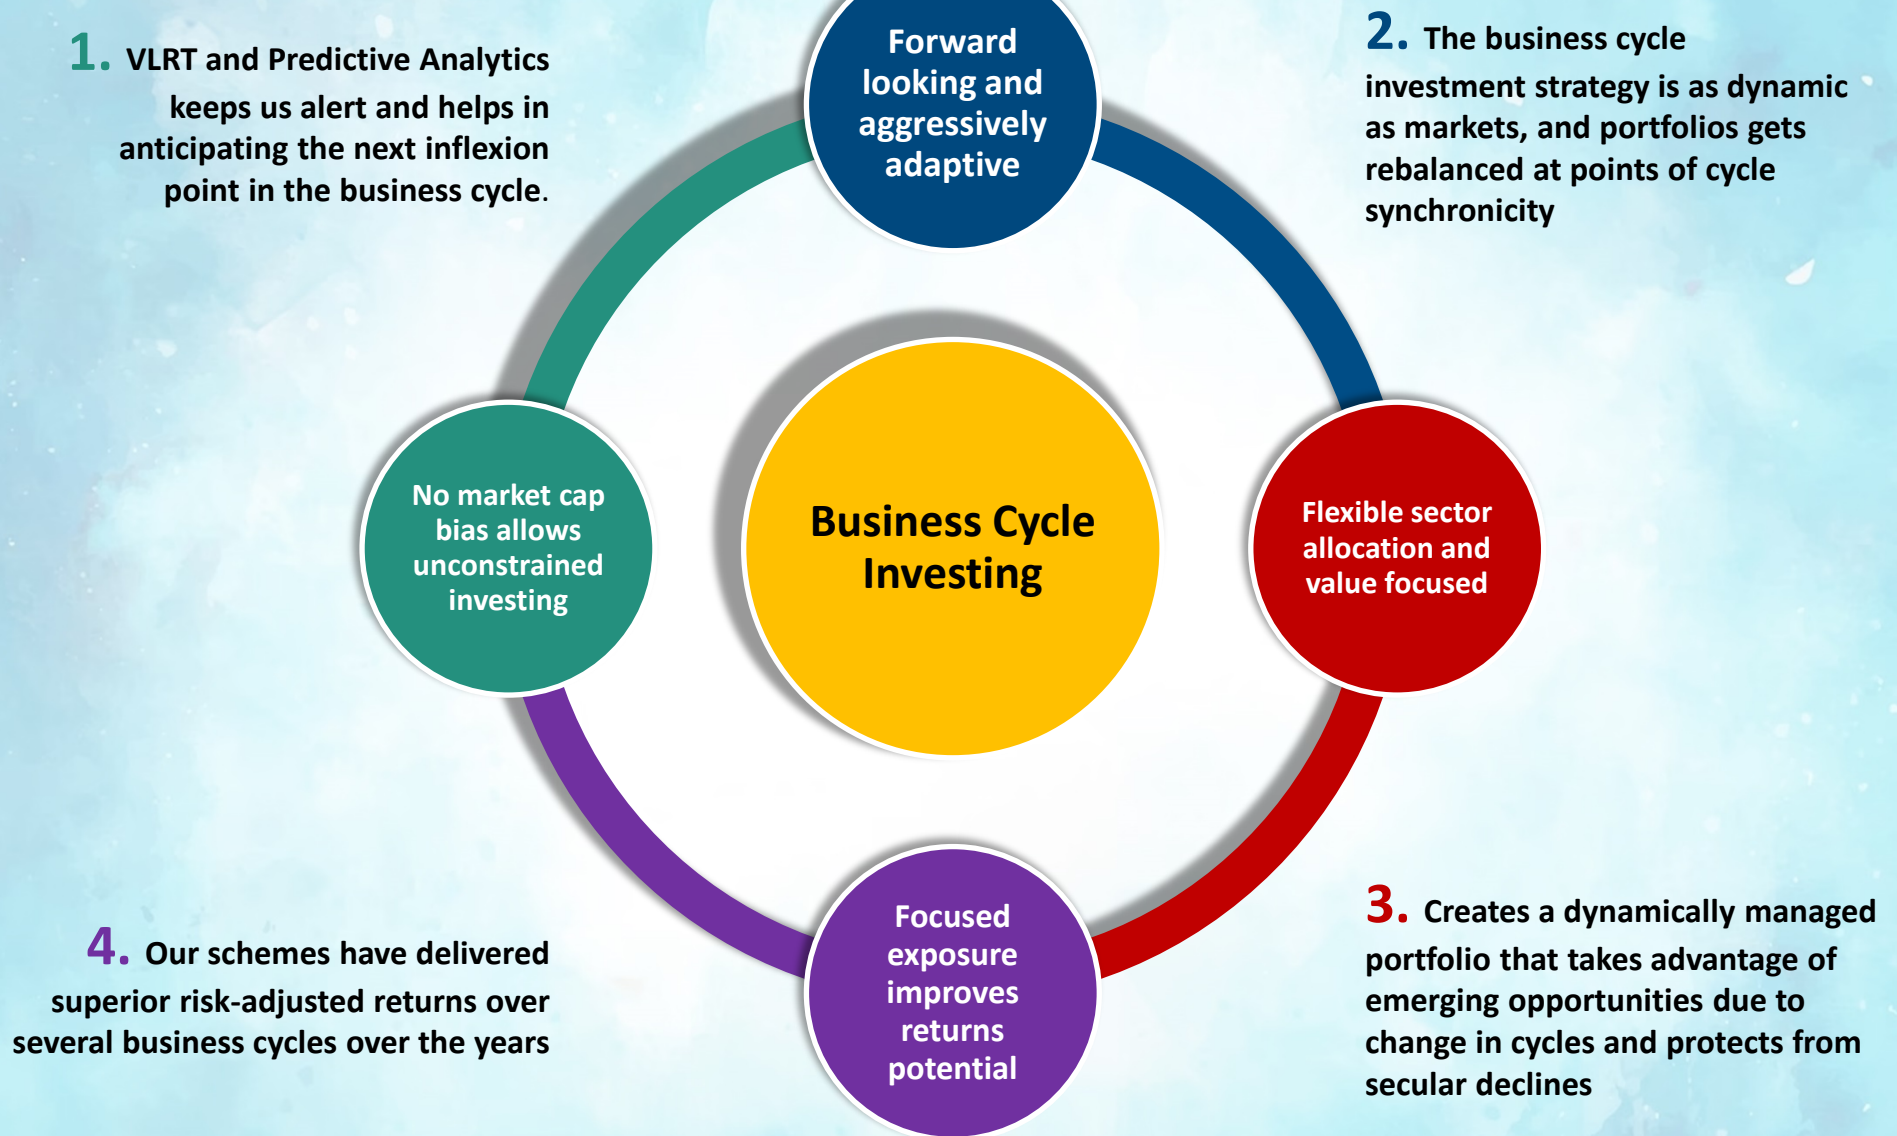 1. VLRT and Predictive Analytics
keeps us alert and helps in
anticipating the next inflexion
point in the business cycle.
Forward
looking and
aggressively
adaptive
2. The business cycle
investment strategy is as dynamic
as markets, and portfolios gets
rebalanced at points of cycle
synchronicity
No market cap
bias allows
unconstrained
investing
Business Cycle
Investing
Flexible sector
allocation and
value focused
4. Our schemes have delivered
superior risk-adjusted returns over
several business cycles over the years
Focused
exposure
improves
returns
potential
3. Creates a dynamically managed
portfolio that takes advantage of
emerging opportunities due to
change in cycles and protects from
secular declines